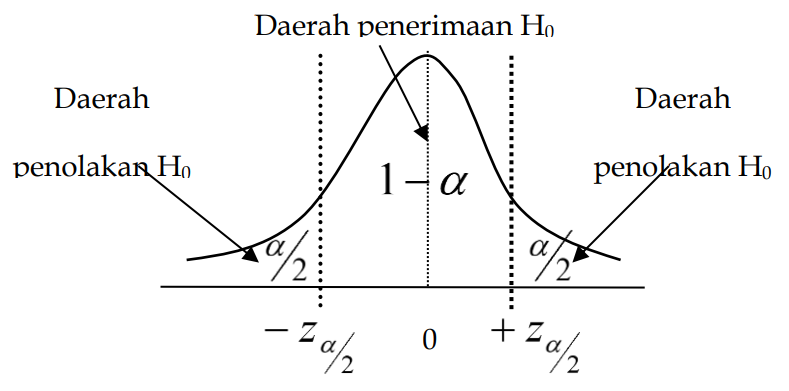 Daerah penerimaan H₀
Daerah
penolakan H₀
Daerah
penolakan H₀
1 − α
α/2
α/2
− z α/2
0
+ z α/2